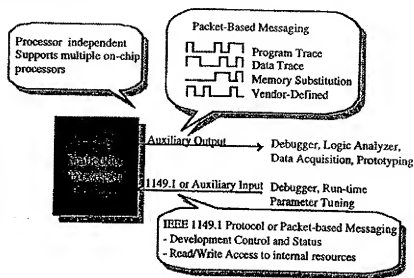 Processor independent
Supports multiple on-chip
processors
Packet-Based Messaging
Program Trace
Data Trace
Memory Substitution
Vendor-Defined
Auxiliary Output
Debugger, Logic Analyzer,
Data Acquisition, Prototyping
1149.1 or Auxiliary Input
Debugger, Run-time
Parameter Tuning
IEEE 1149.1 Protocol or Packet-based Messaging
- Development Control and Status
- Read/Write Access to internal resources